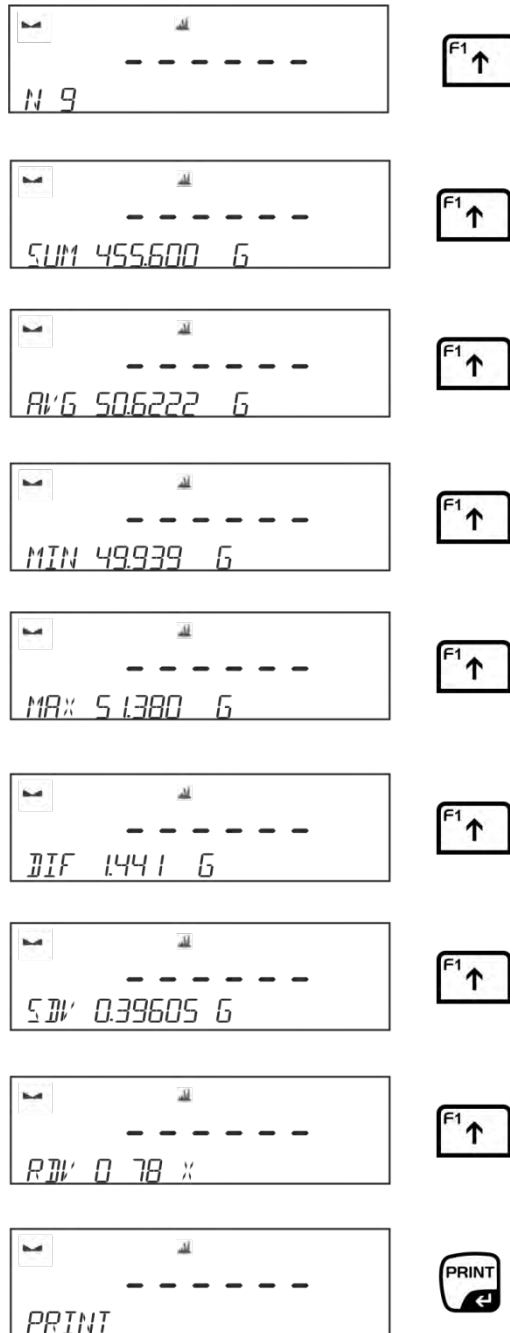 F1
N 9
F1
SUM 455.600 G
F1
AVG 50.6222 G
F1
MIN 49.939 G
F1
MAX 51.380 G
F1
DIF 1.441 G
F1
SDV 0.39605 G
F1
RDV 0 78 %
PRINT
PRINT